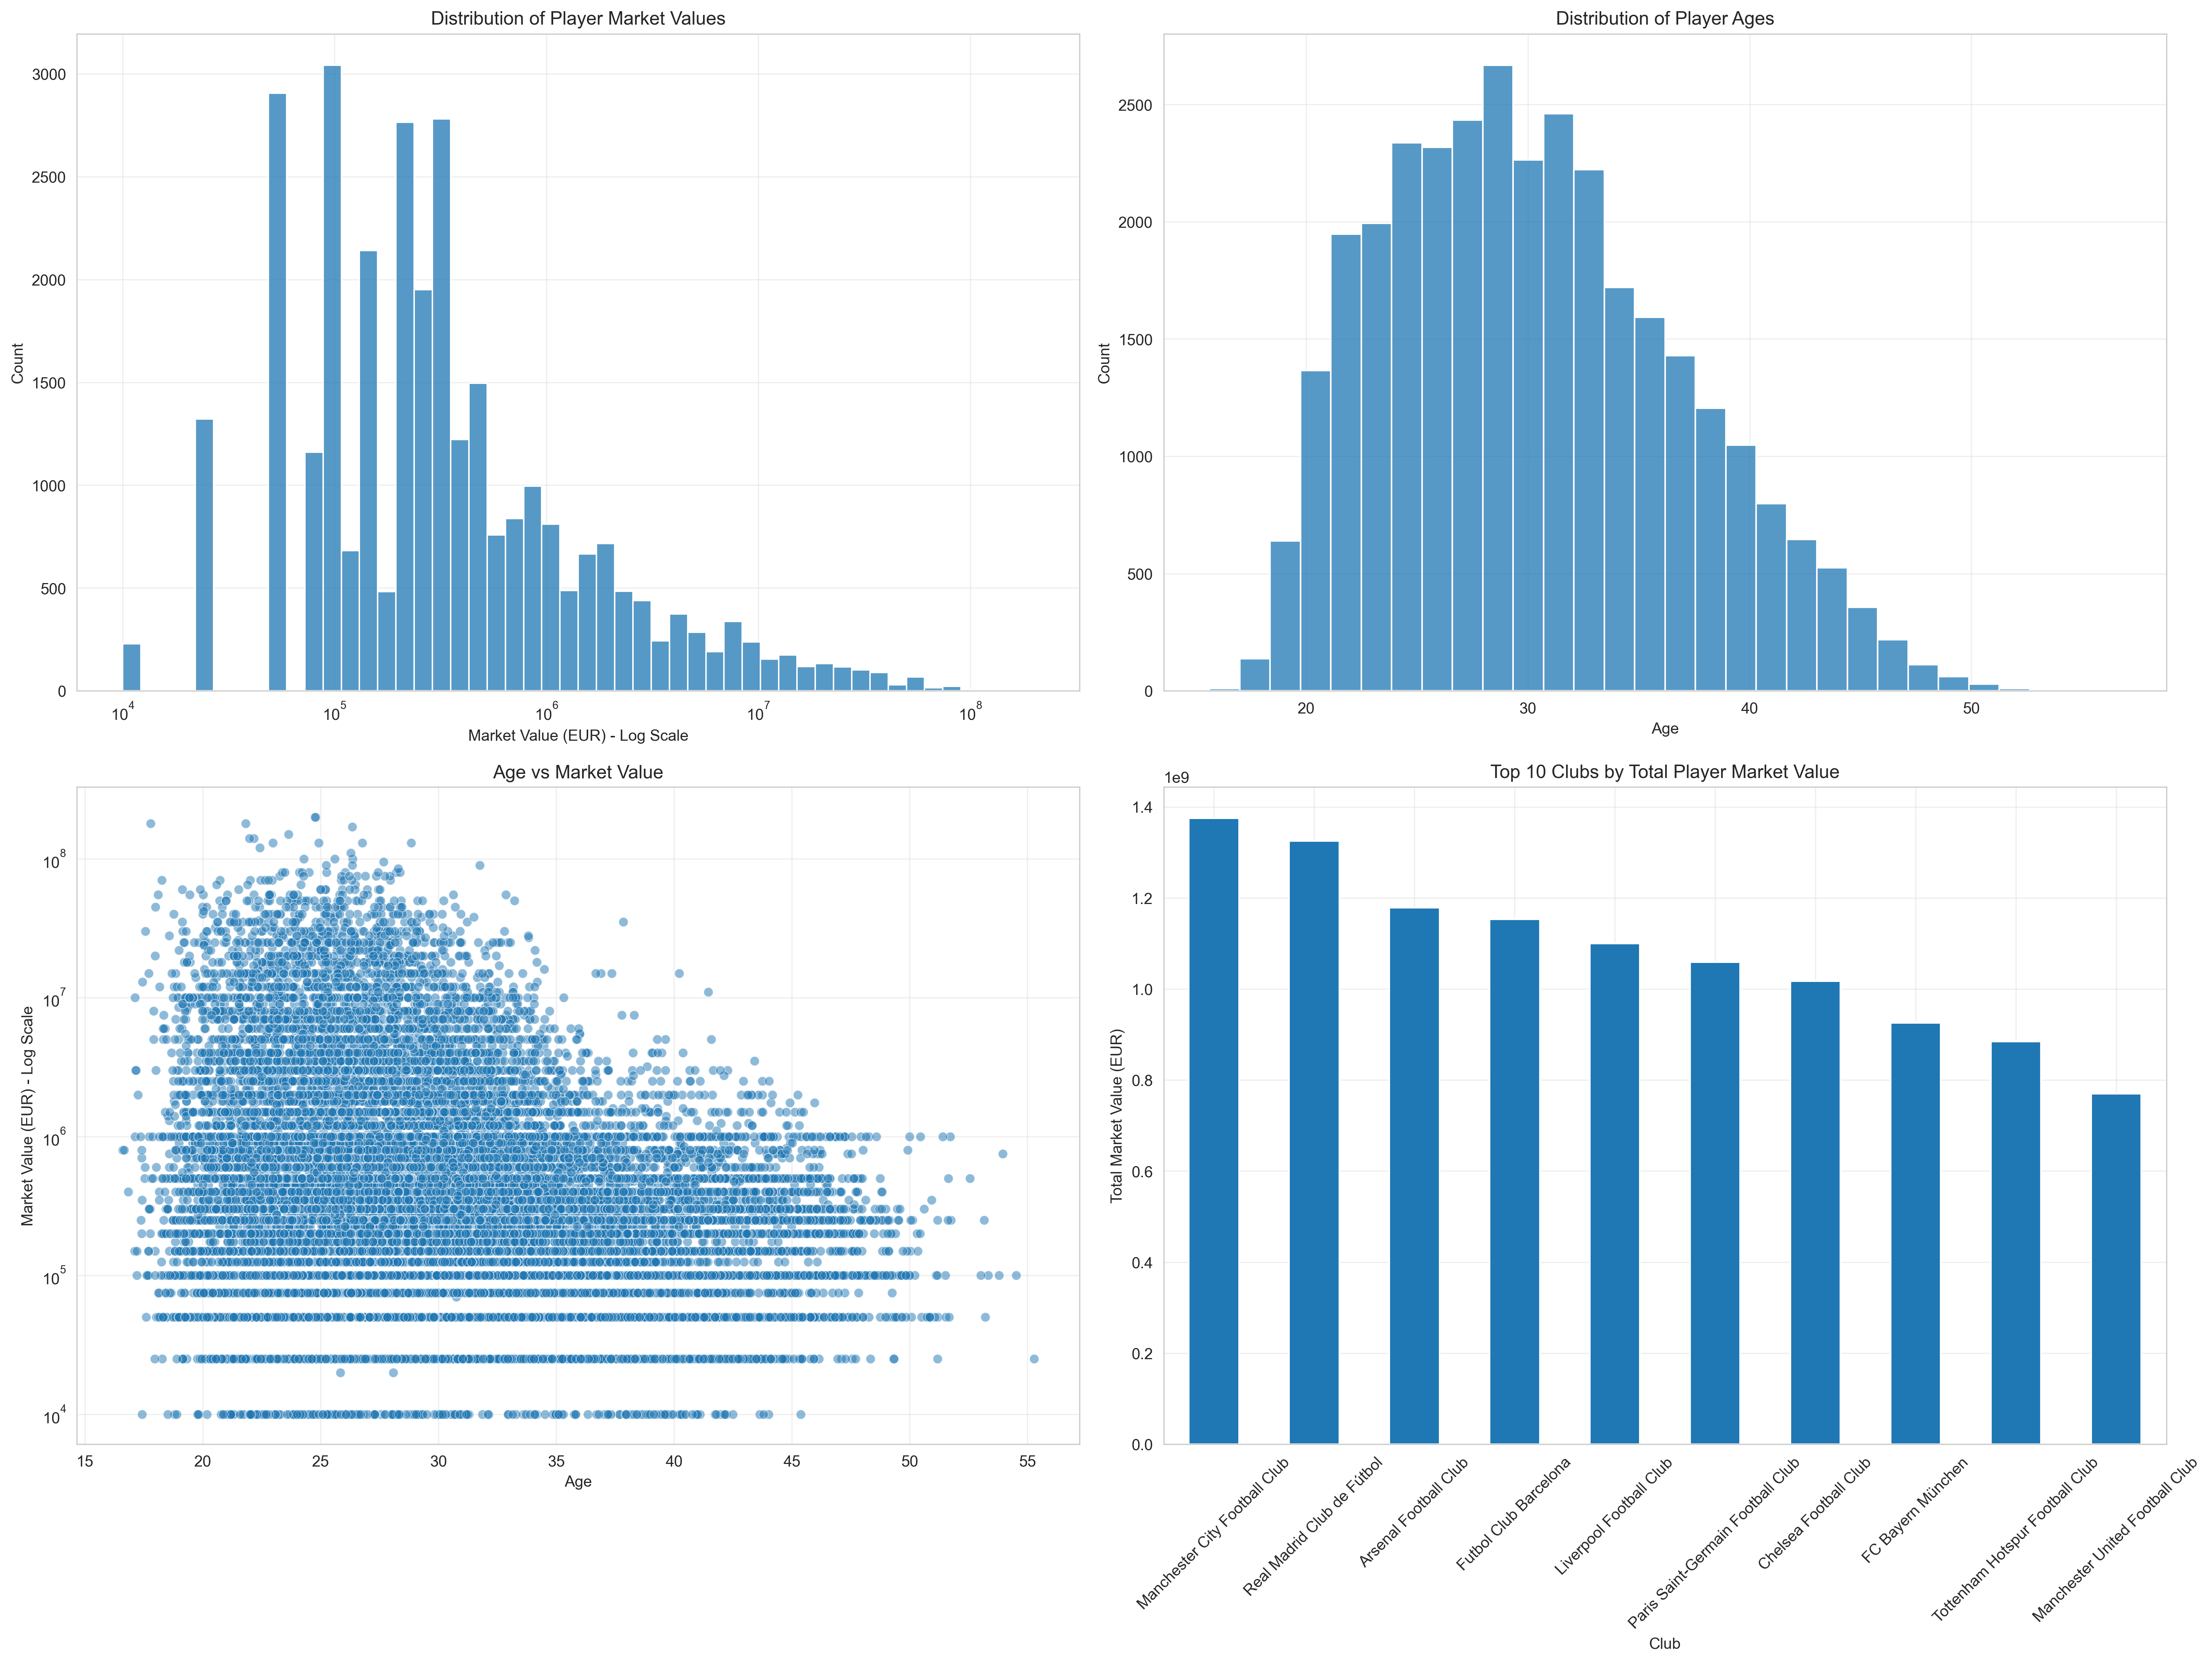 Distribution of Player Market Values
Count
3000
2500
2000
1500
1000
500
0
10^4 10^5 10^6 10^7 10^8
Market Value (EUR) - Log Scale
Distribution of Player Ages
Count
2500
2000
1500
1000
500
0
20 30 40 50
Age
Age vs Market Value
Market Value (EUR) - Log Scale
10^8
10^7
10^6
10^5
10^4
15 20 25 30 35 40 45 50 55
Age
Top 10 Clubs by Total Player Market Value
1e9
Total Market Value (EUR)
1.4
1.2
1.0
0.8
0.6
0.4
0.2
0.0
Manchester City Football Club
Real Madrid Club de Fútbol
Arsenal Football Club
Futbol Club Barcelona
Liverpool Football Club
Paris Saint-Germain Football Club
Chelsea Football Club
FC Bayern München
Tottenham Hotspur Football Club
Manchester United Football Club
Club